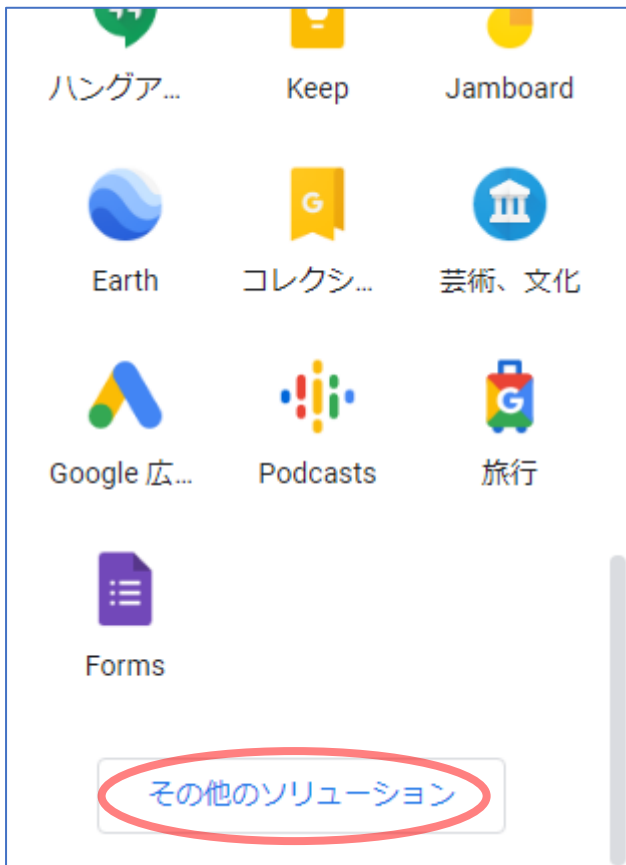 ハングア... Keep Jamboard
G
Earth コレクシ... 芸術、文化
G
Google 広... Podcasts 旅行
Forms
その他のソリューション